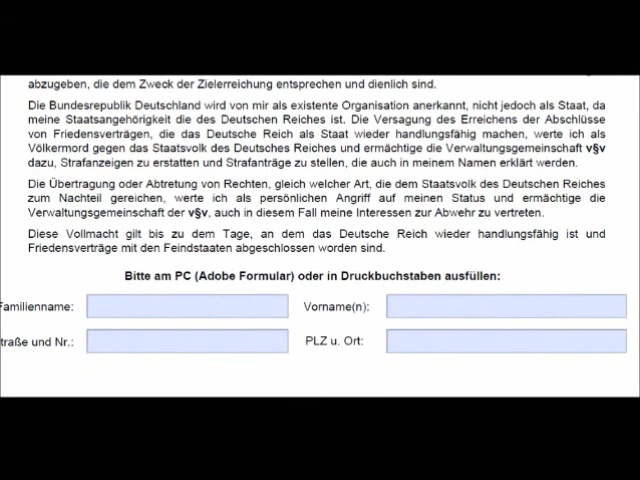 abzugeben, die dem Zweck der Zielerreichung entsprechen und dienlich sind.
Die Bundesrepublik Deutschland wird von mir als existente Organisation anerkannt, nicht jedoch als Staat, da
meine Staatsangehörigkeit die des Deutschen Reiches ist. Die Versagung des Erreichens der Abschlüsse
von Friedensverträgen, die das Deutsche Reich als Staat wieder handlungsfähig machen, werte ich als
Völkermord gegen das Staatsvolk des Deutsches Reiches und ermächtige die Verwaltungsgemeinschaft v§v
dazu, Strafanzeigen zu erstatten und Strafanträge zu stellen, die auch in meinem Namen erklärt werden.
Die Übertragung oder Abtretung von Rechten, gleich welcher Art, die dem Staatsvolk des Deutschen Reiches
zum Nachteil gereichen, werte ich als persönlichen Angriff auf meinen Status und ermächtige die
Verwaltungsgemeinschaft der v§v, auch in diesem Fall meine Interessen zur Abwehr zu vertreten.
Diese Vollmacht gilt bis zu dem Tage, an dem das Deutsche Reich wieder handlungsfähig ist und
Friedensverträge mit den Feindstaaten abgeschlossen worden sind.
Bitte am PC (Adobe Formular) oder in Druckbuchstaben ausfüllen:
Familienname: Vorname(n):
traße und Nr.: PLZ u. Ort: